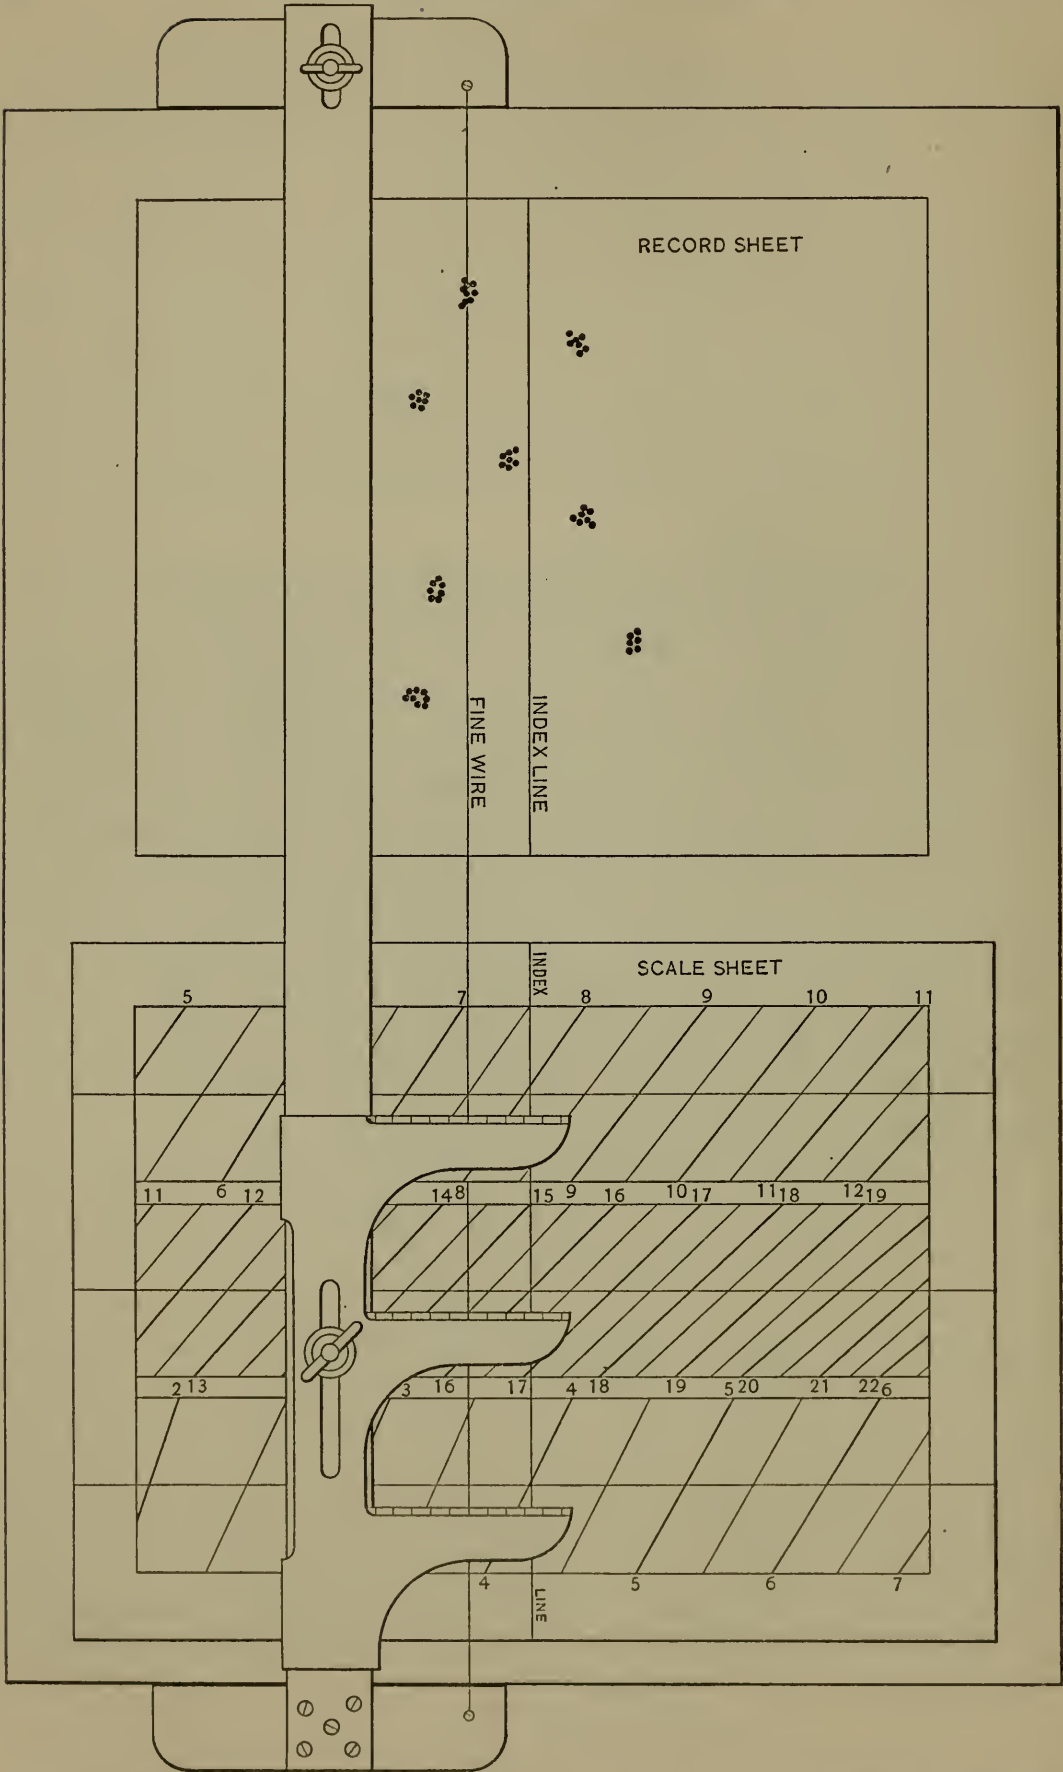 RECORD SHEET
FINE WIRE
INDEX LINE
INDEX
SCALE SHEET
5 7 8 9 10 11
11 6 12 14 8 15 9 16 10 17 11 18 12 19
2 13 3 16 17 4 18 19 5 20 21 22 6
4 5 6 7
LINE